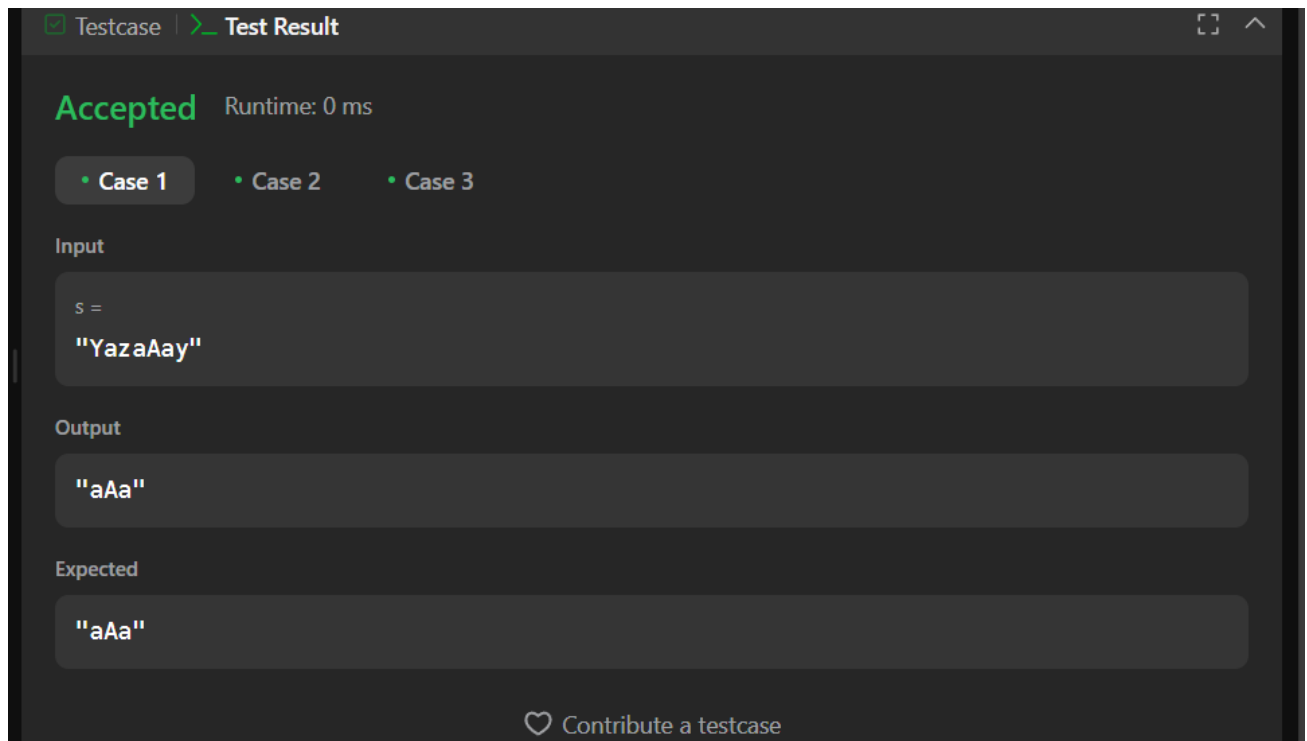 Testcase | >_ Test Result
Accepted Runtime: 0 ms
• Case 1 • Case 2 • Case 3
Input
s =
"YazaAay"
Output
"aAa"
Expected
"aAa"
Contribute a testcase